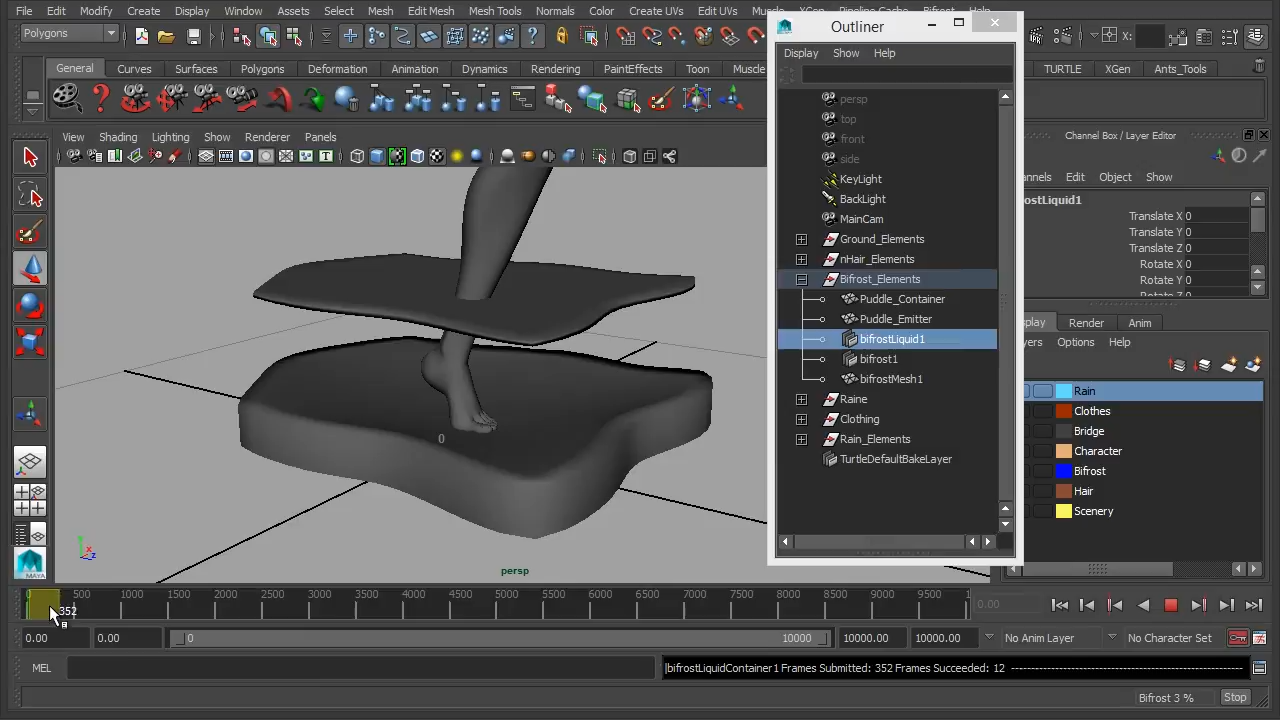 File Edit Modify Create Display Window Assets Select Mesh Edit Mesh Mesh Tools Normals Color Create UVs Edit UVs
Polygons
Outliner
X:
General Curves Surfaces Polygons Deformation Animation Dynamics Rendering PaintEffects Toon Muscle
TURTLE XGen Ants_Tools
Display Show Help
View Shading Lighting Show Renderer Panels
Channel Box / Layer Editor
annels Edit Object Show
ostLiquid1
Translate X 0
Translate Y 0
Translate Z 0
Rotate X 0
Rotate Y 0
persp
top
front
side
KeyLight
BackLight
MainCam
Ground_Elements
nHair_Elements
Bifrost_Elements
Puddle_Container
Puddle_Emitter
bifrostLiquid1
bifrost1
bifrostMesh1
Raine
Clothing
Rain_Elements
TurtleDefaultBakeLayer
splay Render Anim
yers Options Help
Rain
Clothes
Bridge
Character
Bifrost
Hair
Scenery
0
persp
MAYA
0 500 1000 1500 2000 2500 3000 3500 4000 4500 5000 5500 6000 6500 7000 7500 8000 8500 9000 9500 1
352
0.00
0.00 0.00 0 10000 10000.00 10000.00 No Anim Layer No Character Set
MEL
bifrostLiquidContainer1 Frames Submitted: 352 Frames Succeeded: 12 ------------------------------------------------------------
Bifrost 3 % Stop